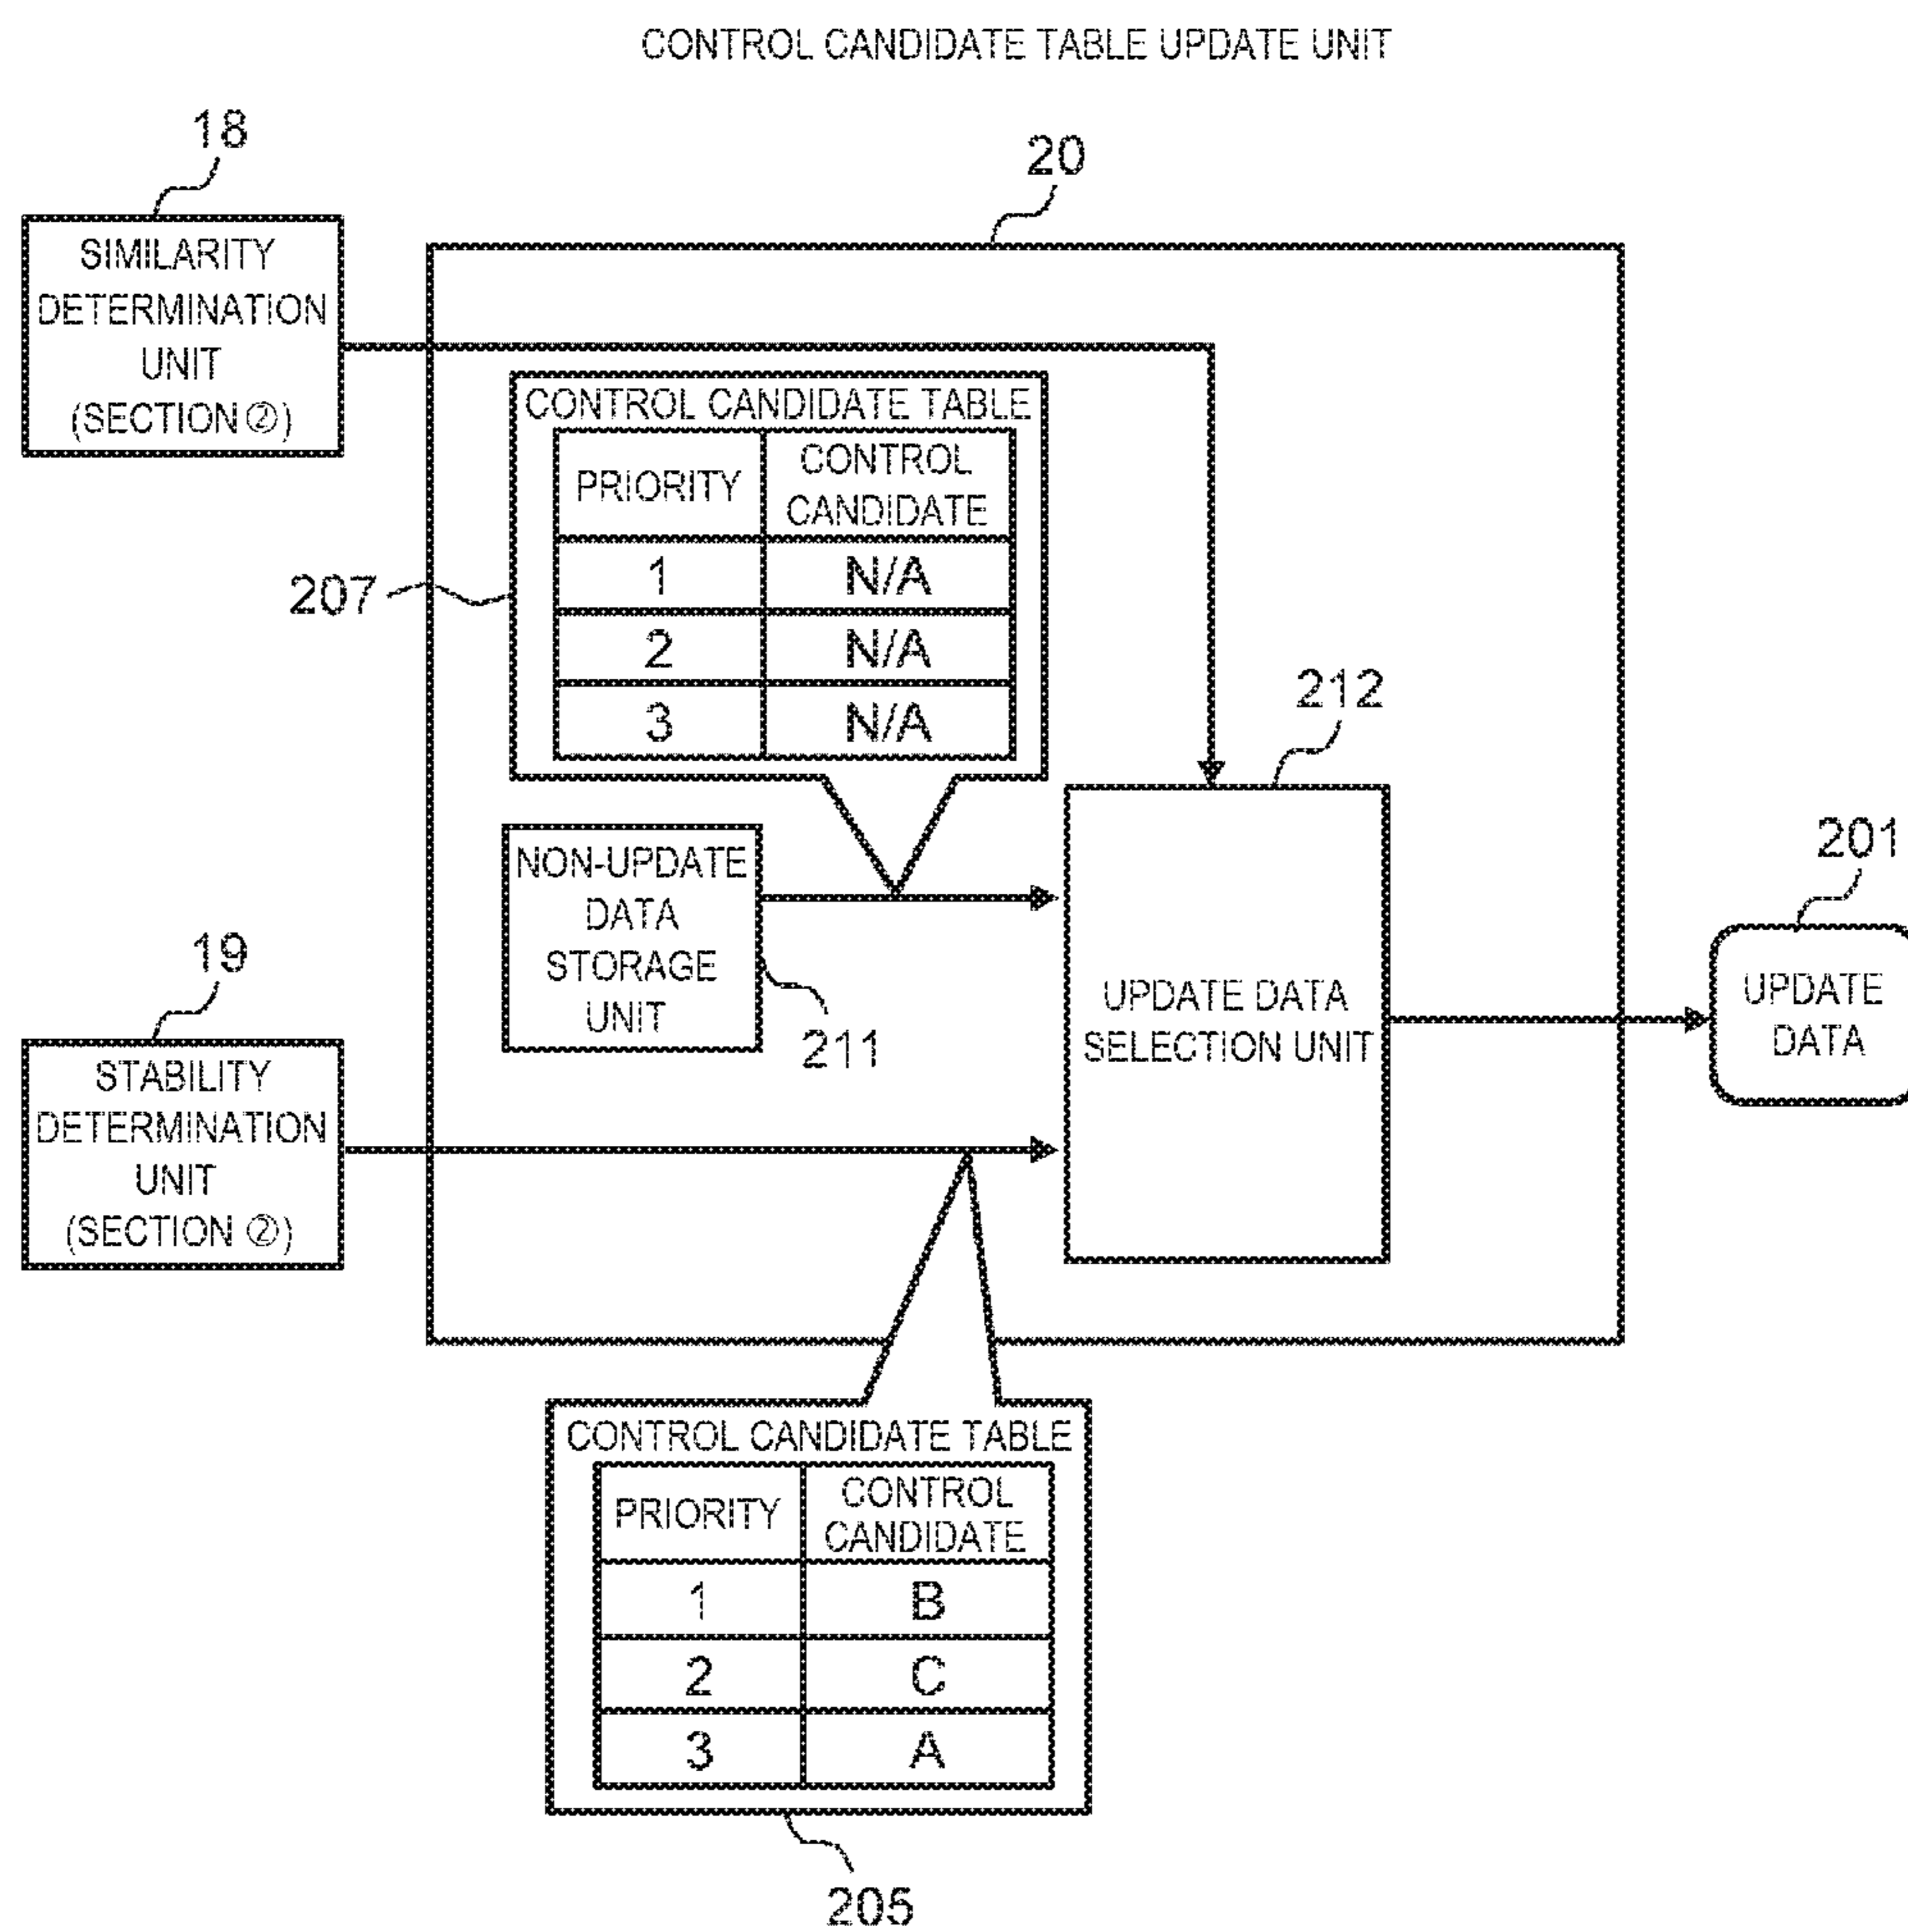 CONTROL CANDIDATE TABLE UPDATE UNIT
18
20
SIMILARITY
DETERMINATION
UNIT
(SECTION ②)
CONTROL CANDIDATE TABLE
PRIORITY
CONTROL
CANDIDATE
1 N/A
2 N/A
3 N/A
207
212
NON-UPDATE
DATA
STORAGE
UNIT
211
UPDATE DATA
SELECTION UNIT
201
UPDATE
DATA
19
STABILITY
DETERMINATION
UNIT
(SECTION ②)
CONTROL CANDIDATE TABLE
PRIORITY
CONTROL
CANDIDATE
1 B
2 C
3 A
205